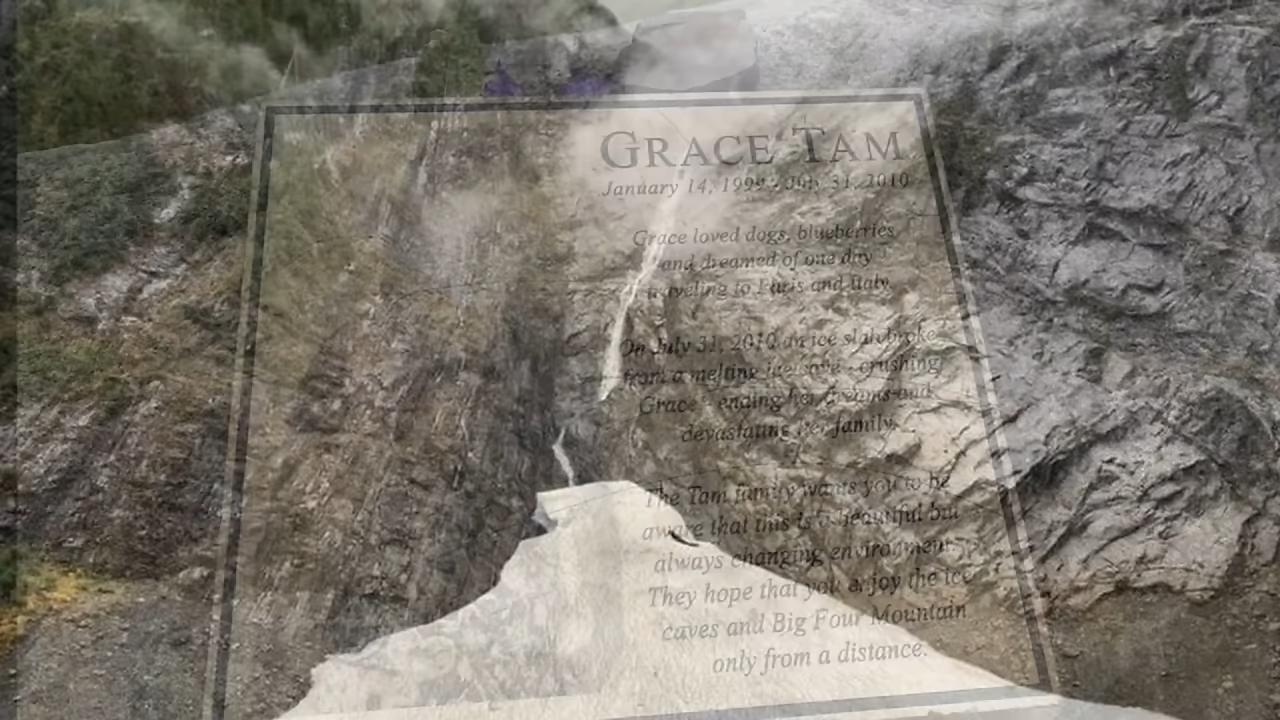 GRACE TAM
January 14, 1999 - July 31, 2010
Grace loved dogs, blueberries
and dreamed of one day
traveling to Paris and Italy.
On July 31, 2010 an ice slab broke
from a melting ice cave - crushing
Grace - ending her dreams and
devastating her family.
The Tam family wants you to be
aware that this is a beautiful but
always changing environment.
They hope that you enjoy the ice
caves and Big Four Mountain
only from a distance.